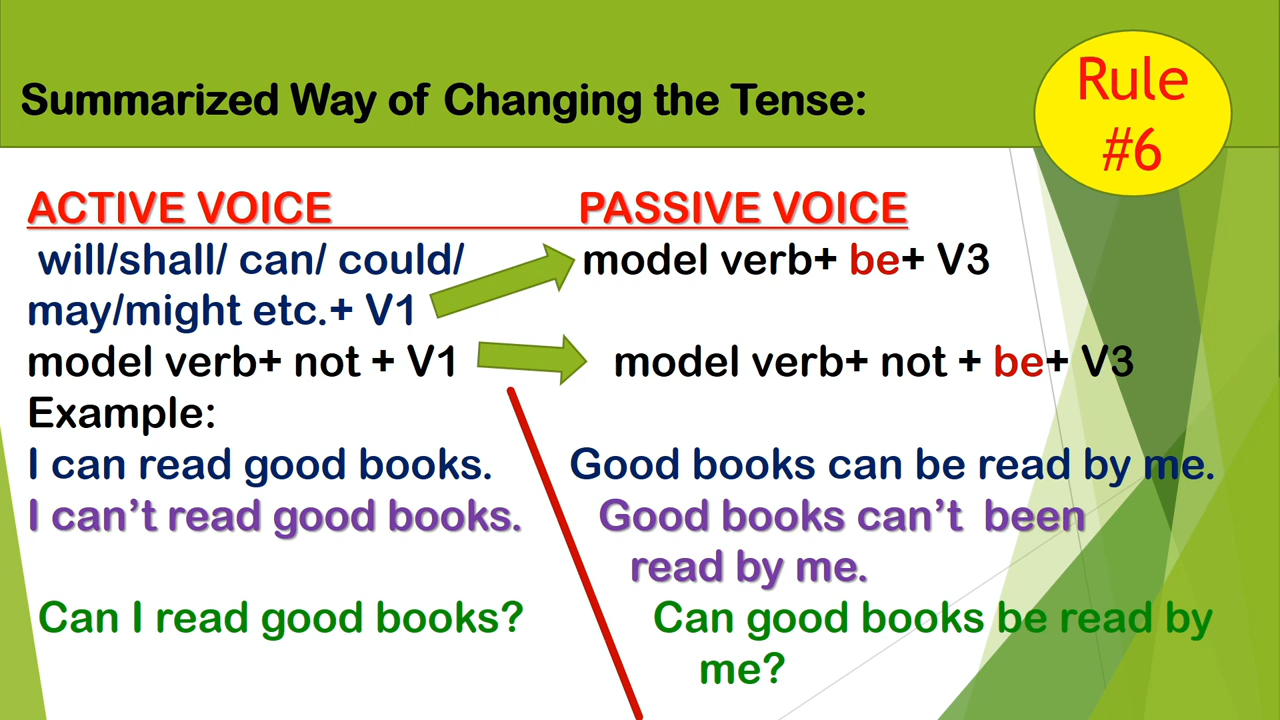 Summarized Way of Changing the Tense:
Rule
#6
ACTIVE VOICE PASSIVE VOICE
will/shall/ can/ could/ model verb+ be+ V3
may/might etc.+ V1
model verb+ not + V1 model verb+ not + be+ V3
Example:
I can read good books. Good books can be read by me.
I can’t read good books. Good books can’t been
read by me.
Can I read good books? Can good books be read by
me?